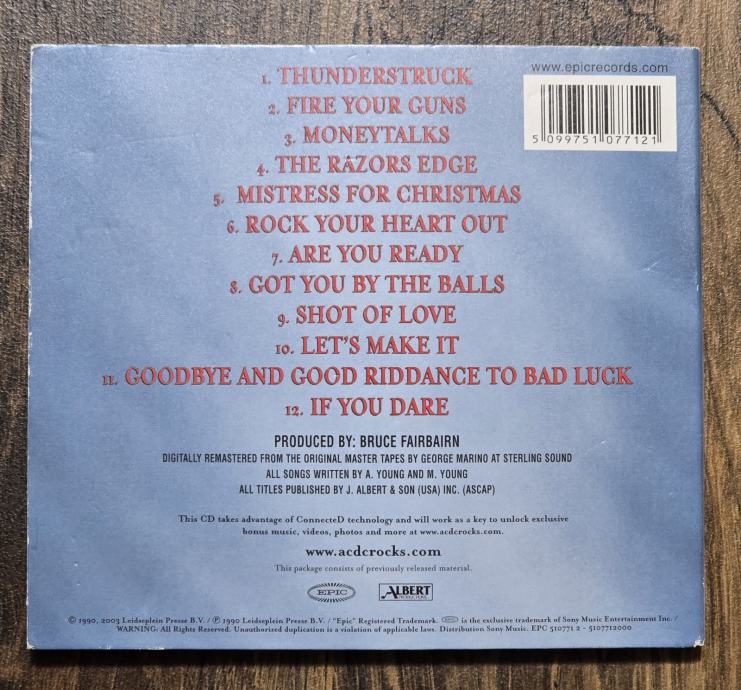 www.epicrecords.com
5 099751 077121
1. THUNDERSTRUCK
2. FIRE YOUR GUNS
3. MONEYTALKS
4. THE RAZORS EDGE
5. MISTRESS FOR CHRISTMAS
6. ROCK YOUR HEART OUT
7. ARE YOU READY
8. GOT YOU BY THE BALLS
9. SHOT OF LOVE
10. LET'S MAKE IT
11. GOODBYE AND GOOD RIDDANCE TO BAD LUCK
12. IF YOU DARE
PRODUCED BY: BRUCE FAIRBAIRN
DIGITALLY REMASTERED FROM THE ORIGINAL MASTER TAPES BY GEORGE MARINO AT STERLING SOUND
ALL SONGS WRITTEN BY A. YOUNG AND M. YOUNG
ALL TITLES PUBLISHED BY J. ALBERT & SON (USA) INC. (ASCAP)
This CD takes advantage of ConnecteD technology and will work as a key to unlock exclusive
bonus music, videos, photos and more at www.acdcrocks.com.
www.acdcrocks.com
This package consists of previously released material.
EPIC ALBERT PRODUCTIONS
© 1990, 2003 Leidseplein Presse B.V. / ℗ 1990 Leidseplein Presse B.V. / "Epic" Registered Trademark. EPIC is the exclusive trademark of Sony Music Entertainment Inc. /
WARNING: All Rights Reserved. Unauthorized duplication is a violation of applicable laws. Distribution Sony Music. EPC 510771 2 - 5107712000